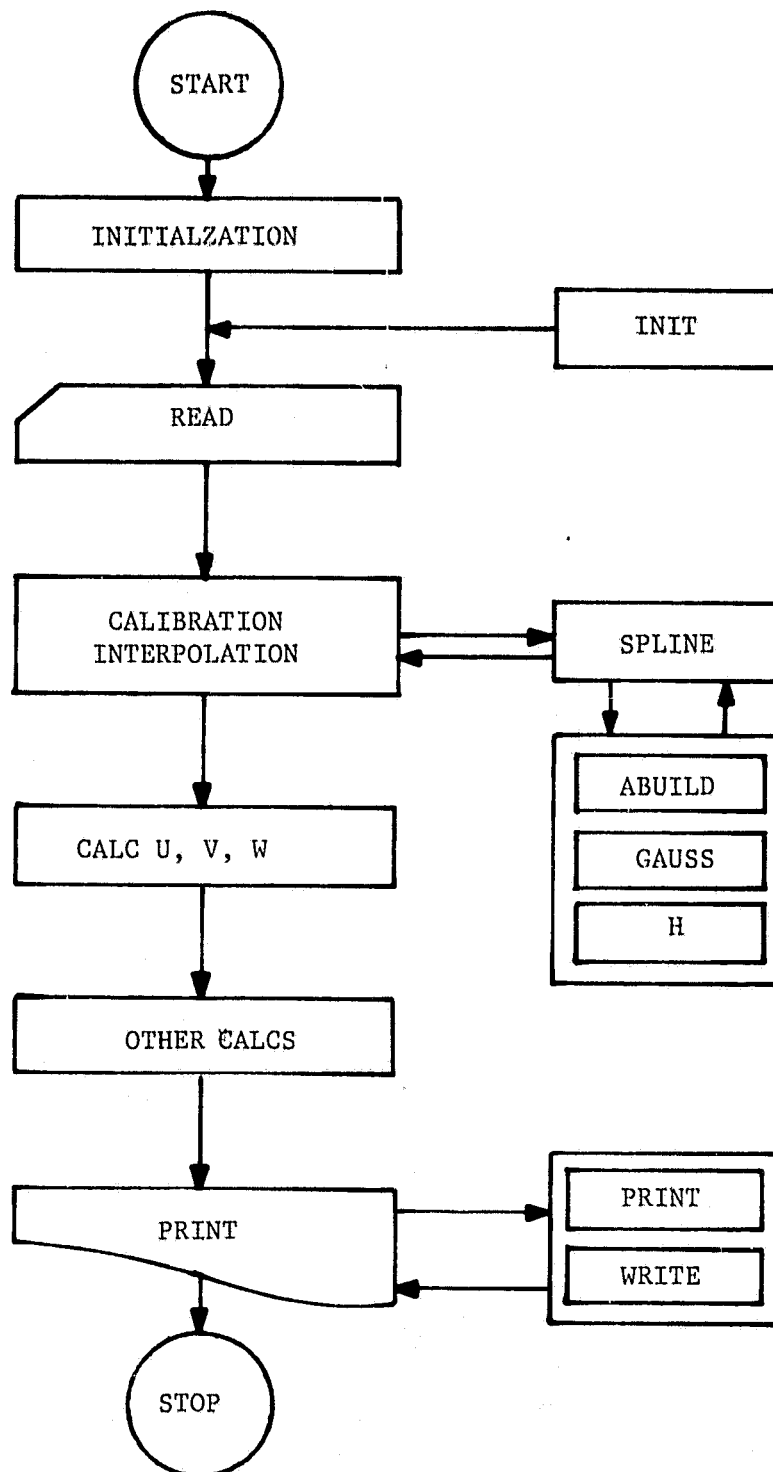 START
INITIALZATION
INIT
READ
CALIBRATION
INTERPOLATION
SPLINE
ABUILD
GAUSS
H
CALC U, V, W
OTHER CALCS
PRINT
PRINT
WRITE
STOP